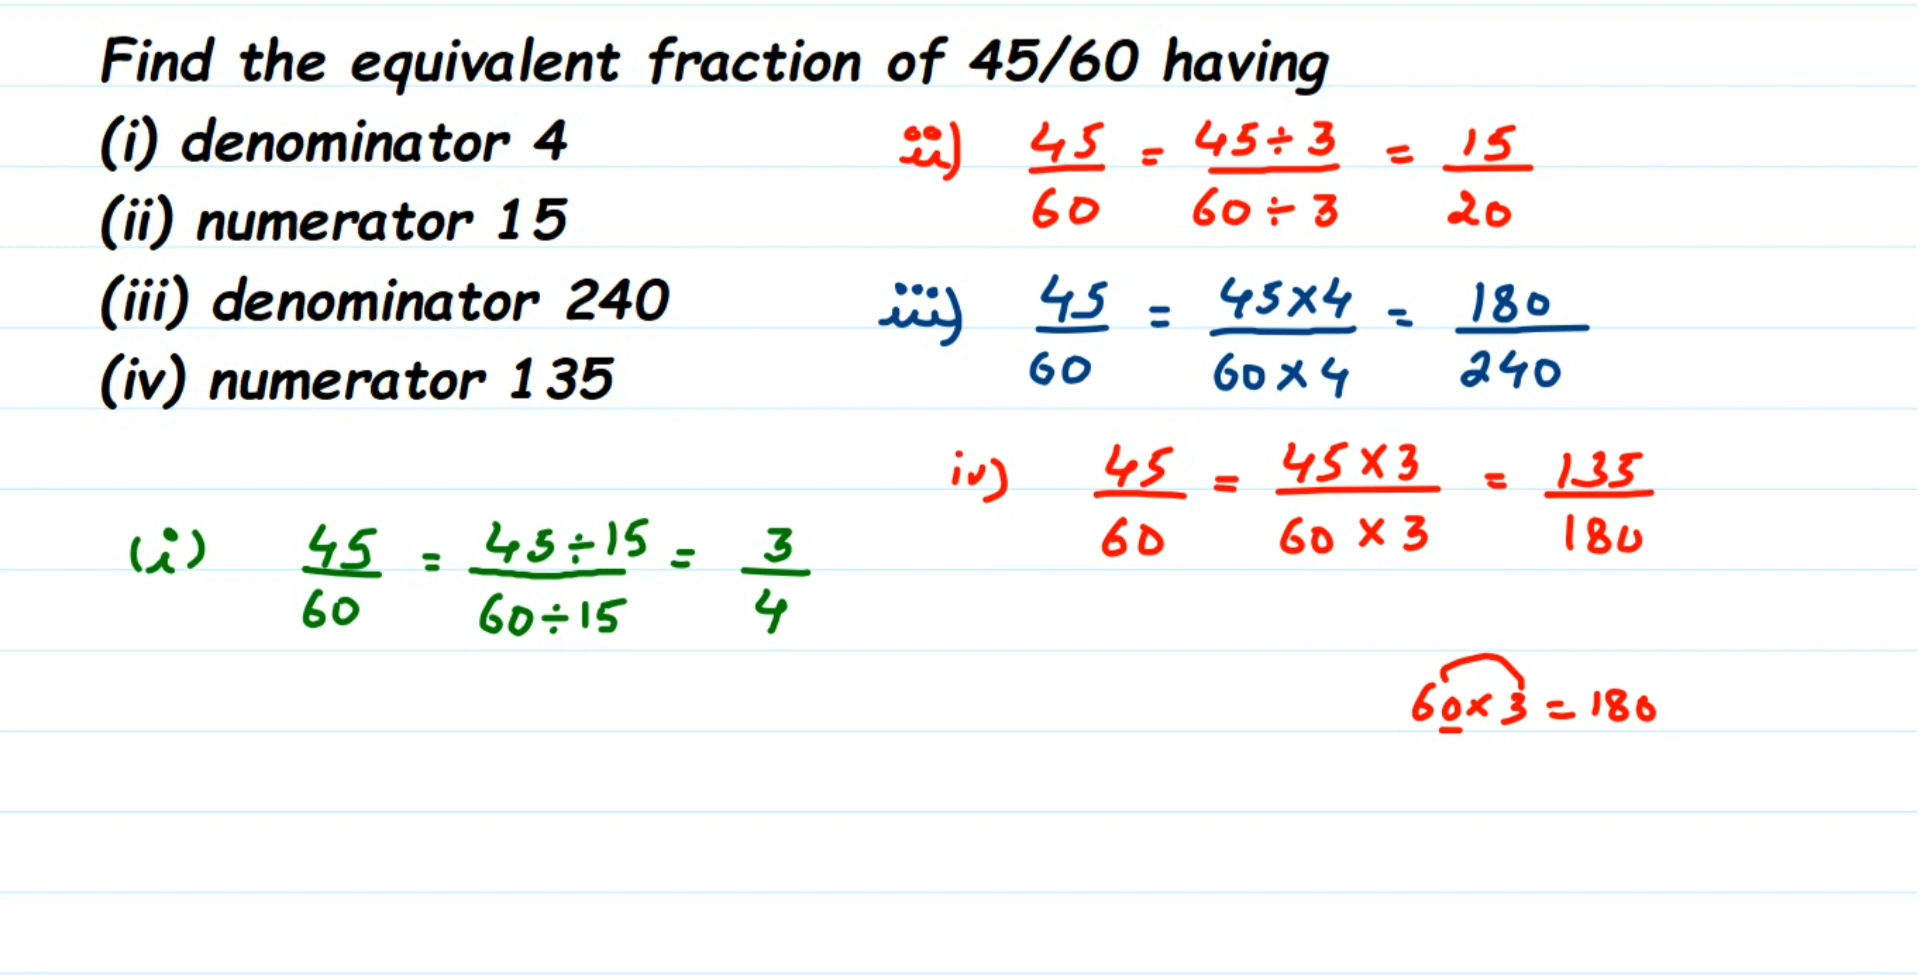 Find the equivalent fraction of 45/60 having
(i) denominator 4
(ii) numerator 15
(iii) denominator 240
(iv) numerator 135
(i) 45/60 = 45÷15/60÷15 = 3/4
ii) 45/60 = 45÷3/60÷3 = 15/20
iii) 45/60 = 45×4/60×4 = 180/240
iv) 45/60 = 45×3/60×3 = 135/180
60×3=180